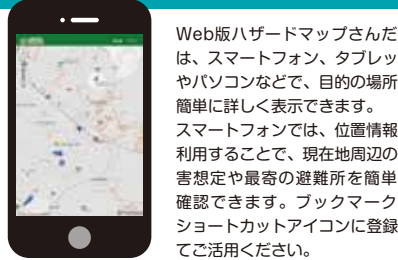 Web版ハザードマップさんだ
は、スマートフォン、タブレッ
やパソコンなどで、目的の場所
簡単に詳しく表示できます。
スマートフォンでは、位置情報
利用することで、現在地周辺の
害想定や最寄の避難所を簡単
確認できます。ブックマーク
ショートカットアイコンに登録
てご活用ください。